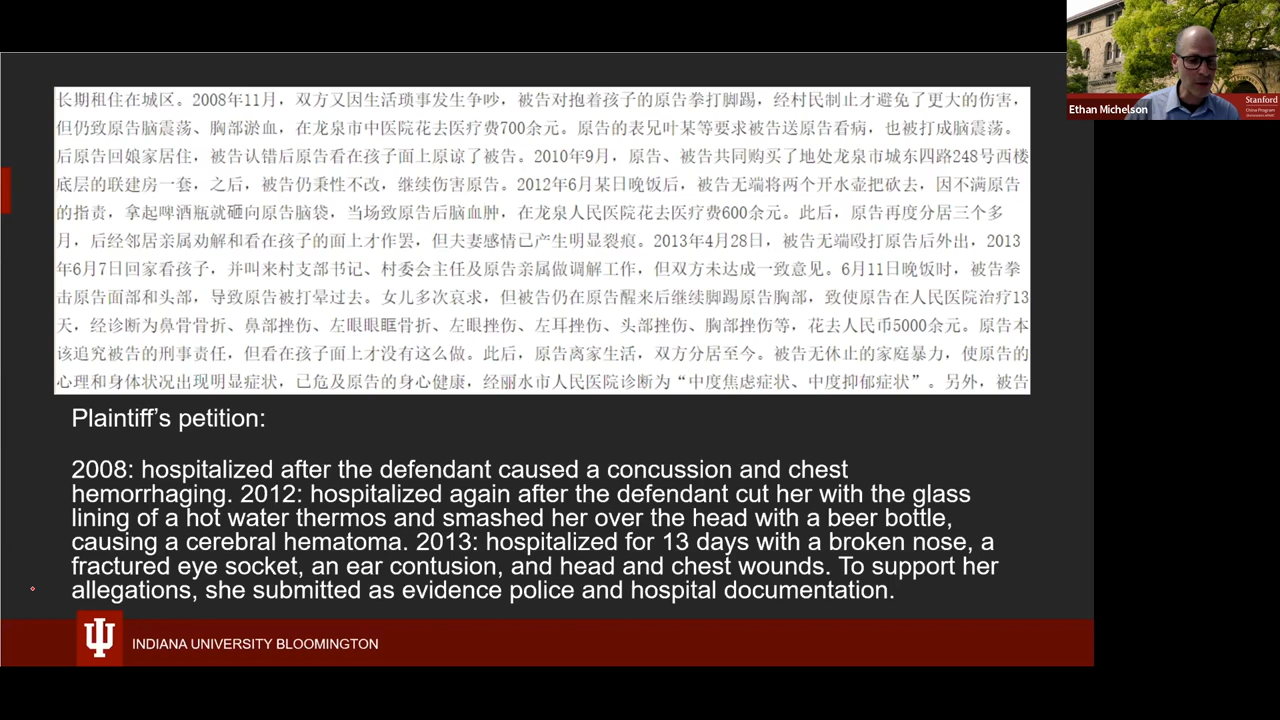 长期租住在城区。2008年11月，双方又因生活琐事发生争吵，被告对抱着孩子的原告拳打脚踢，经村民制止才避免了更大的伤害，
但仍致原告脑震荡、胸部淤血，在龙泉市中医院花去医疗费700余元。原告的表兄叶某等要求被告送原告看病，也被打成脑震荡。
后原告回娘家居住，被告认错后原告看在孩子面上原谅了被告。2010年9月，原告、被告共同购买了地处龙泉市城东四路248号西楼
底层的联建房一套，之后，被告仍秉性不改，继续伤害原告。2012年6月某日晚饭后，被告无端将两个开水壶把砍去，因不满原告
的指责，拿起啤酒瓶就砸向原告脑袋，当场致原告后脑血肿，在龙泉人民医院花去医疗费600余元。此后，原告再度分居三个多
月，后经邻居亲属劝解和看在孩子的面上才作罢，但夫妻感情已产生明显裂痕。2013年4月28日，被告无端殴打原告后外出，2013
年6月7日回家看孩子，并叫来村支部书记、村委会主任及原告亲属做调解工作，但双方未达成一致意见。6月11日晚饭时，被告拳
击原告面部和头部，导致原告被打晕过去。女儿多次哀求，但被告仍在原告醒来后继续脚踢原告胸部，致使原告在人民医院治疗13
天，经诊断为鼻骨骨折、鼻部挫伤、左眼眼眶骨折、左眼挫伤、左耳挫伤、头部挫伤、胸部挫伤等，花去人民币5000余元。原告本
该追究被告的刑事责任，但看在孩子面上才没有这么做。此后，原告离家生活，双方分居至今。被告无休止的家庭暴力，使原告的
心理和身体状况出现明显症状，已危及原告的身心健康，经丽水市人民医院诊断为“中度焦虑症状、中度抑郁症状”。另外，被告
Plaintiff’s petition:
2008: hospitalized after the defendant caused a concussion and chest
hemorrhaging. 2012: hospitalized again after the defendant cut her with the glass
lining of a hot water thermos and smashed her over the head with a beer bottle,
causing a cerebral hematoma. 2013: hospitalized for 13 days with a broken nose, a
fractured eye socket, an ear contusion, and head and chest wounds. To support her
allegations, she submitted as evidence police and hospital documentation.
INDIANA UNIVERSITY BLOOMINGTON
Ethan Michelson
Stanford
China Program